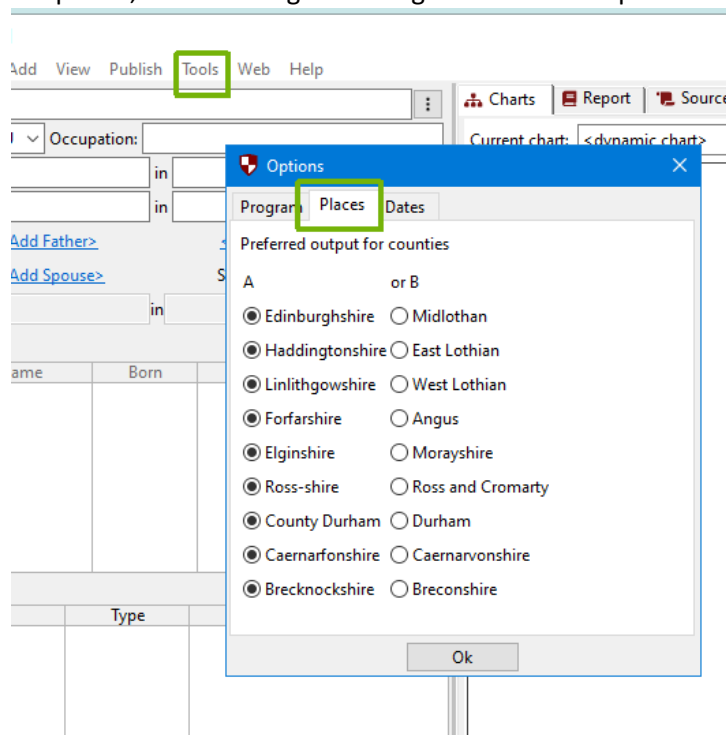 Add View Publish Tools Web Help
Charts Report Source
Occupation:
Current chart: <dynamic chart>
in
Options
in
Program Places Dates
Add Father>
Preferred output for counties
Add Spouse>
S
A or B
in
Edinburghshire Midlothan
Haddingtonshire East Lothian
ame Born
Linlithgowshire West Lothian
Forfarshire Angus
Elginshire Morayshire
Ross-shire Ross and Cromarty
County Durham Durham
Caernarfonshire Caernarvonshire
Brecknockshire Breconshire
Type
Ok